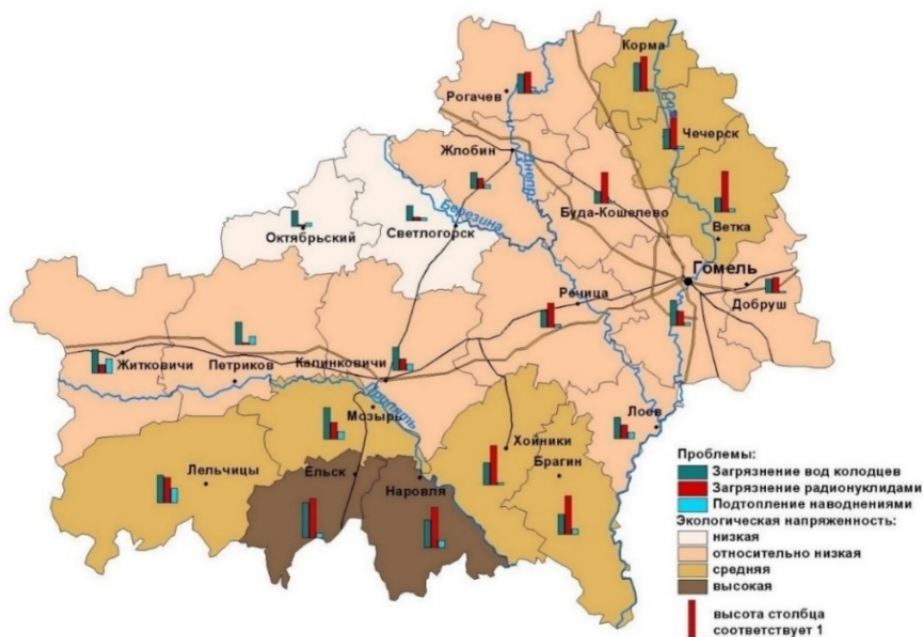 Корма
Рогачев
Чечерск
Жлобин
Днепр
Буда-Кошелево
Березина
Октябрьский
Светлогорск
Ветка
Гомель
Добруш
Речица
Житковичи
Петриков
Калинковичи
Мозырь
Лоев
Хойники
Брагин
Лельчицы
Ельск
Наровля
Проблемы:
Загрязнение вод колодцев
Загрязнение радионуклидами
Подтопление наводнениями
Экологическая напряженность:
низкая
относительно низкая
средняя
высокая
высота столбца
соответствует 1